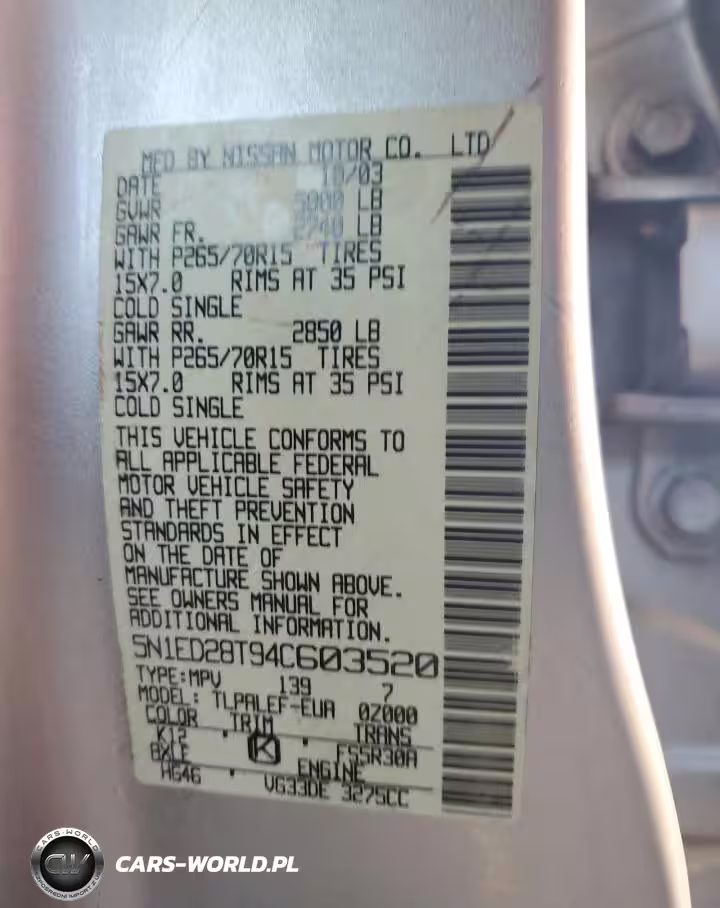 MFD BY NISSAN MOTOR CO. LTD
DATE 10/03
GVWR LB
GAWR FR. 2740 LB
WITH P265/70R15 TIRES
15X7.0 RIMS AT 35 PSI
COLD SINGLE
GAWR RR. 2850 LB
WITH P265/70R15 TIRES
15X7.0 RIMS AT 35 PSI
COLD SINGLE
THIS VEHICLE CONFORMS TO
ALL APPLICABLE FEDERAL
MOTOR VEHICLE SAFETY
AND THEFT PREVENTION
STANDARDS IN EFFECT
ON THE DATE OF
MANUFACTURE SHOWN ABOVE.
SEE OWNERS MANUAL FOR
ADDITIONAL INFORMATION.
5N1ED28T94C603520
TYPE:MPV 139 7
MODEL: TLPALEF-EUA 0Z000
COLOR TRIM TRANS
K12 K FS5R30A
AXLE ENGINE
HG46 VG33DE 3275CC
CARS-WORLD
CW
CARS-WORLD.PL